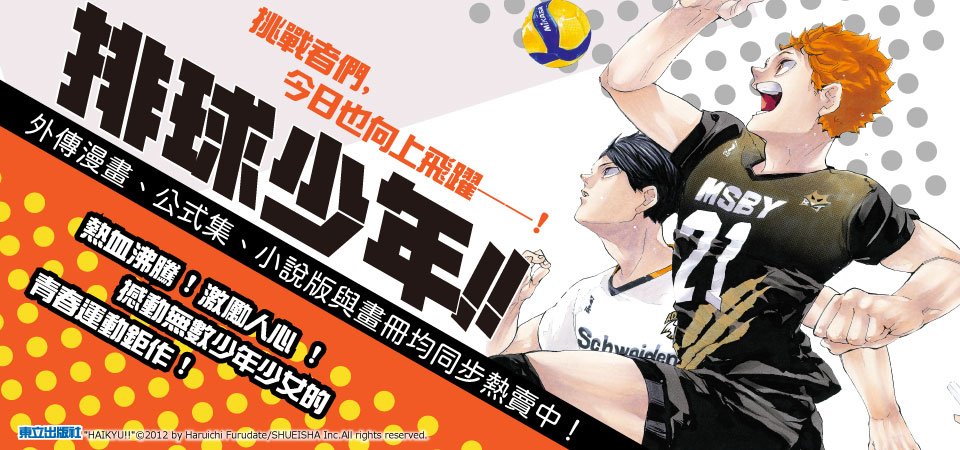 挑戰者們,
今日也向上飛躍——!
排球少年!!
外傳漫畫、公式集、小說版與畫冊均同步熱賣中!
熱血沸騰!激勵人心!
撼動無數少年少女的
青春運動鉅作!
MIKASA
MSBY
21
Schweiden
東立出版社 "HAIKYU!!"©2012 by Haruichi Furudate/SHUEISHA Inc.All rights reserved.